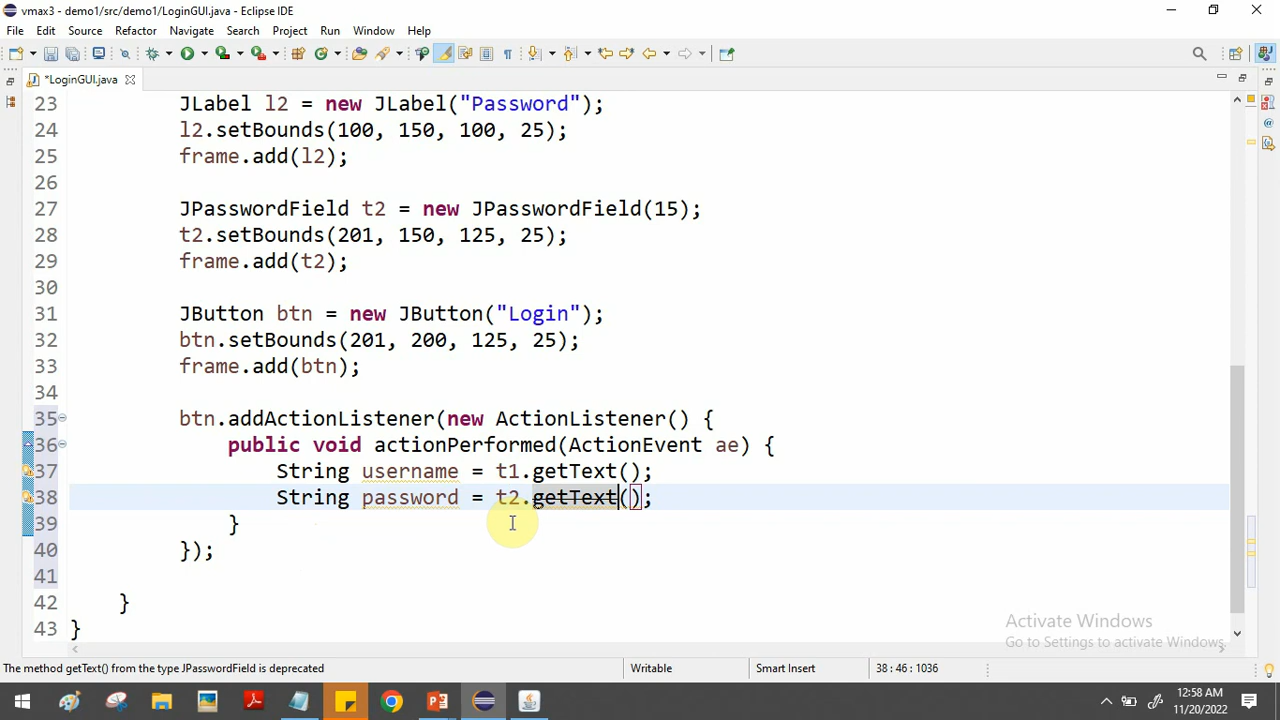 vmax3 - demo1/src/demo1/LoginGUI.java - Eclipse IDE
File Edit Source Refactor Navigate Search Project Run Window Help
*LoginGUI.java
23 JLabel l2 = new JLabel("Password");
24 l2.setBounds(100, 150, 100, 25);
25 frame.add(l2);
26
27 JPasswordField t2 = new JPasswordField(15);
28 t2.setBounds(201, 150, 125, 25);
29 frame.add(t2);
30
31 JButton btn = new JButton("Login");
32 btn.setBounds(201, 200, 125, 25);
33 frame.add(btn);
34
35 btn.addActionListener(new ActionListener() {
36 public void actionPerformed(ActionEvent ae) {
37 String username = t1.getText();
38 String password = t2.getText();
39 }
40 });
41
42 }
43 }
Activate Windows
Go to Settings to activate Windows.
The method getText() from the type JPasswordField is deprecated Writable Smart Insert 38 : 46 : 1036
12:58 AM
11/20/2022